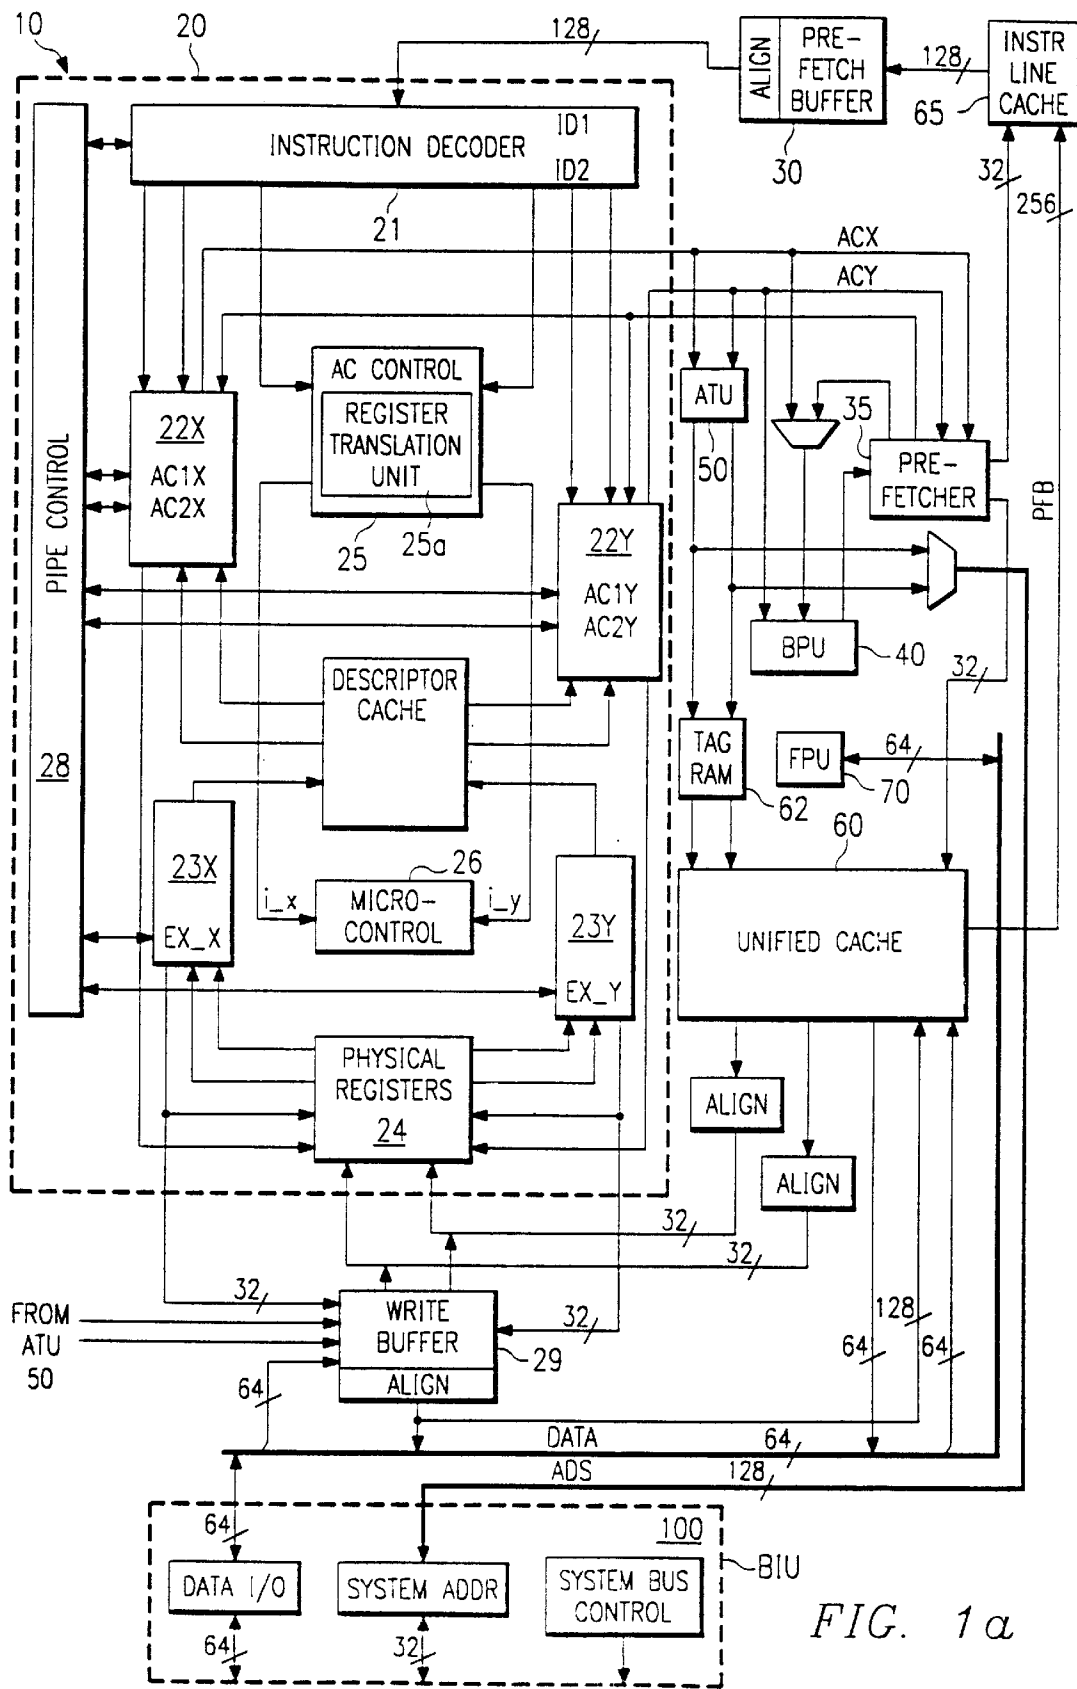 10
20
128
ALIGN
PRE-
FETCH
BUFFER
30
128
INSTR
LINE
CACHE
65
INSTRUCTION DECODER
ID1
ID2
21
32
256
ACX
ACY
PIPE CONTROL
28
22X
AC1X
AC2X
AC CONTROL
REGISTER
TRANSLATION
UNIT
25
25a
ATU
50
35
PRE-
FETCHER
PFB
22Y
AC1Y
AC2Y
BPU
40
32
DESCRIPTOR
CACHE
TAG
RAM
62
FPU
70
64
60
23X
EX_X
26
i_x
MICRO-
CONTROL
i_y
23Y
EX_Y
UNIFIED CACHE
PHYSICAL
REGISTERS
24
ALIGN
ALIGN
32
32
FROM
ATU
50
32
WRITE
BUFFER
ALIGN
32
29
64
128
64
64
DATA
64
ADS
128
64
100
BIU
DATA I/O
SYSTEM ADDR
SYSTEM BUS
CONTROL
64
32
FIG. 1a